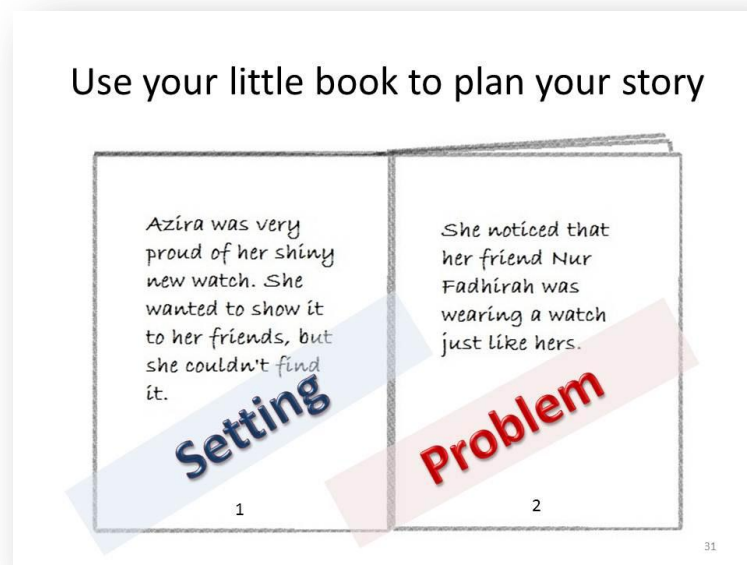 Use your little book to plan your story
Azira was very
proud of her shiny
new watch. She
wanted to show it
to her friends, but
she couldn't find
it.
Setting
1
She noticed that
her friend Nur
Fadhirah was
wearing a watch
just like hers.
Problem
2
31